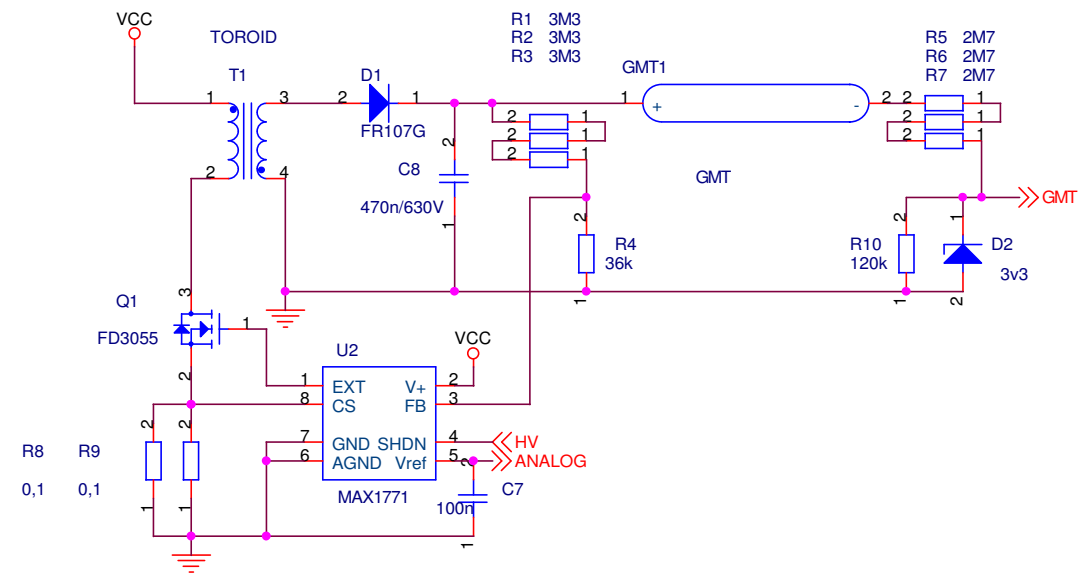 VCC
R1 3M3
R2 3M3
R3 3M3
TOROID
R5 2M7
R6 2M7
R7 2M7
T1
D1
GMT1
1
3
2
1
1
+
-
2
2
1
2
1
2
1
FR107G
2
1
2
1
2
1
2
4
2
C8
GMT
470n/630V
1
2
R4
36k
1
GMT
2
R10
120k
1
1
D2
3v3
2
Q1
3
FD3055
1
2
U2
VCC
1
EXT
V+
2
8
CS
FB
3
7
GND
SHDN
4
HV
6
AGND
Vref
5
ANALOG
MAX1771
R8
R9
2
2
0,1
0,1
1
1
2
C7
100n
1